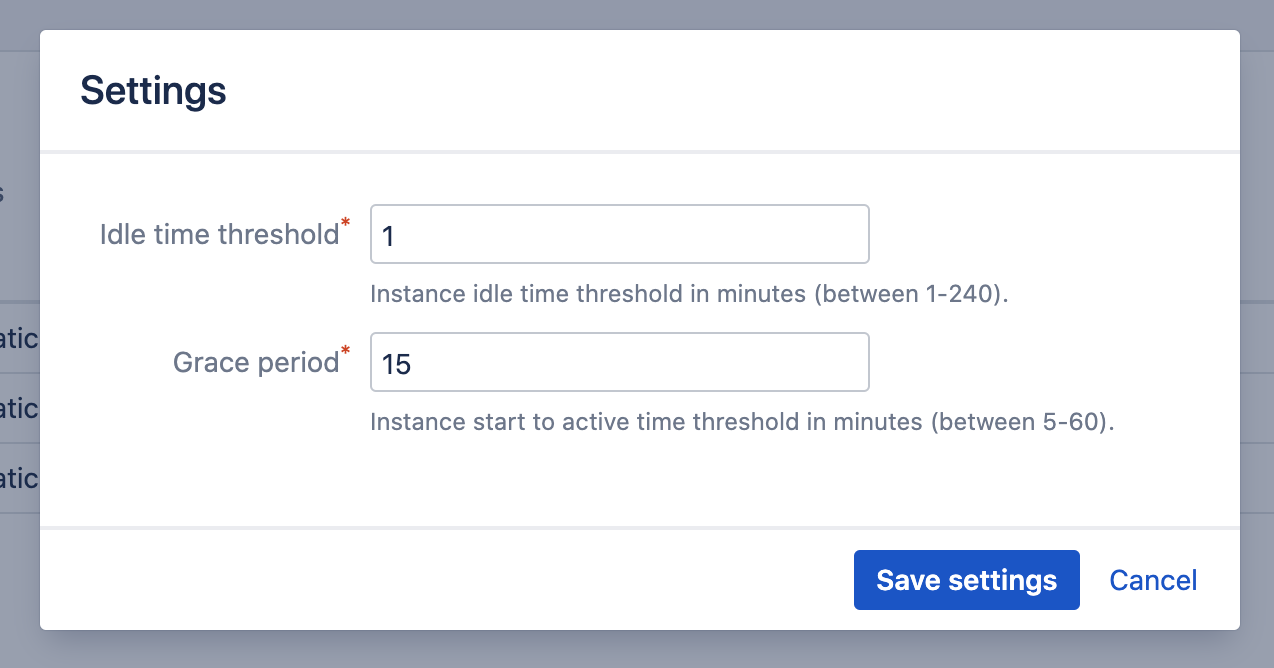 Settings
Idle time threshold*
1
Instance idle time threshold in minutes (between 1-240).
Grace period*
15
Instance start to active time threshold in minutes (between 5-60).
Save settings Cancel